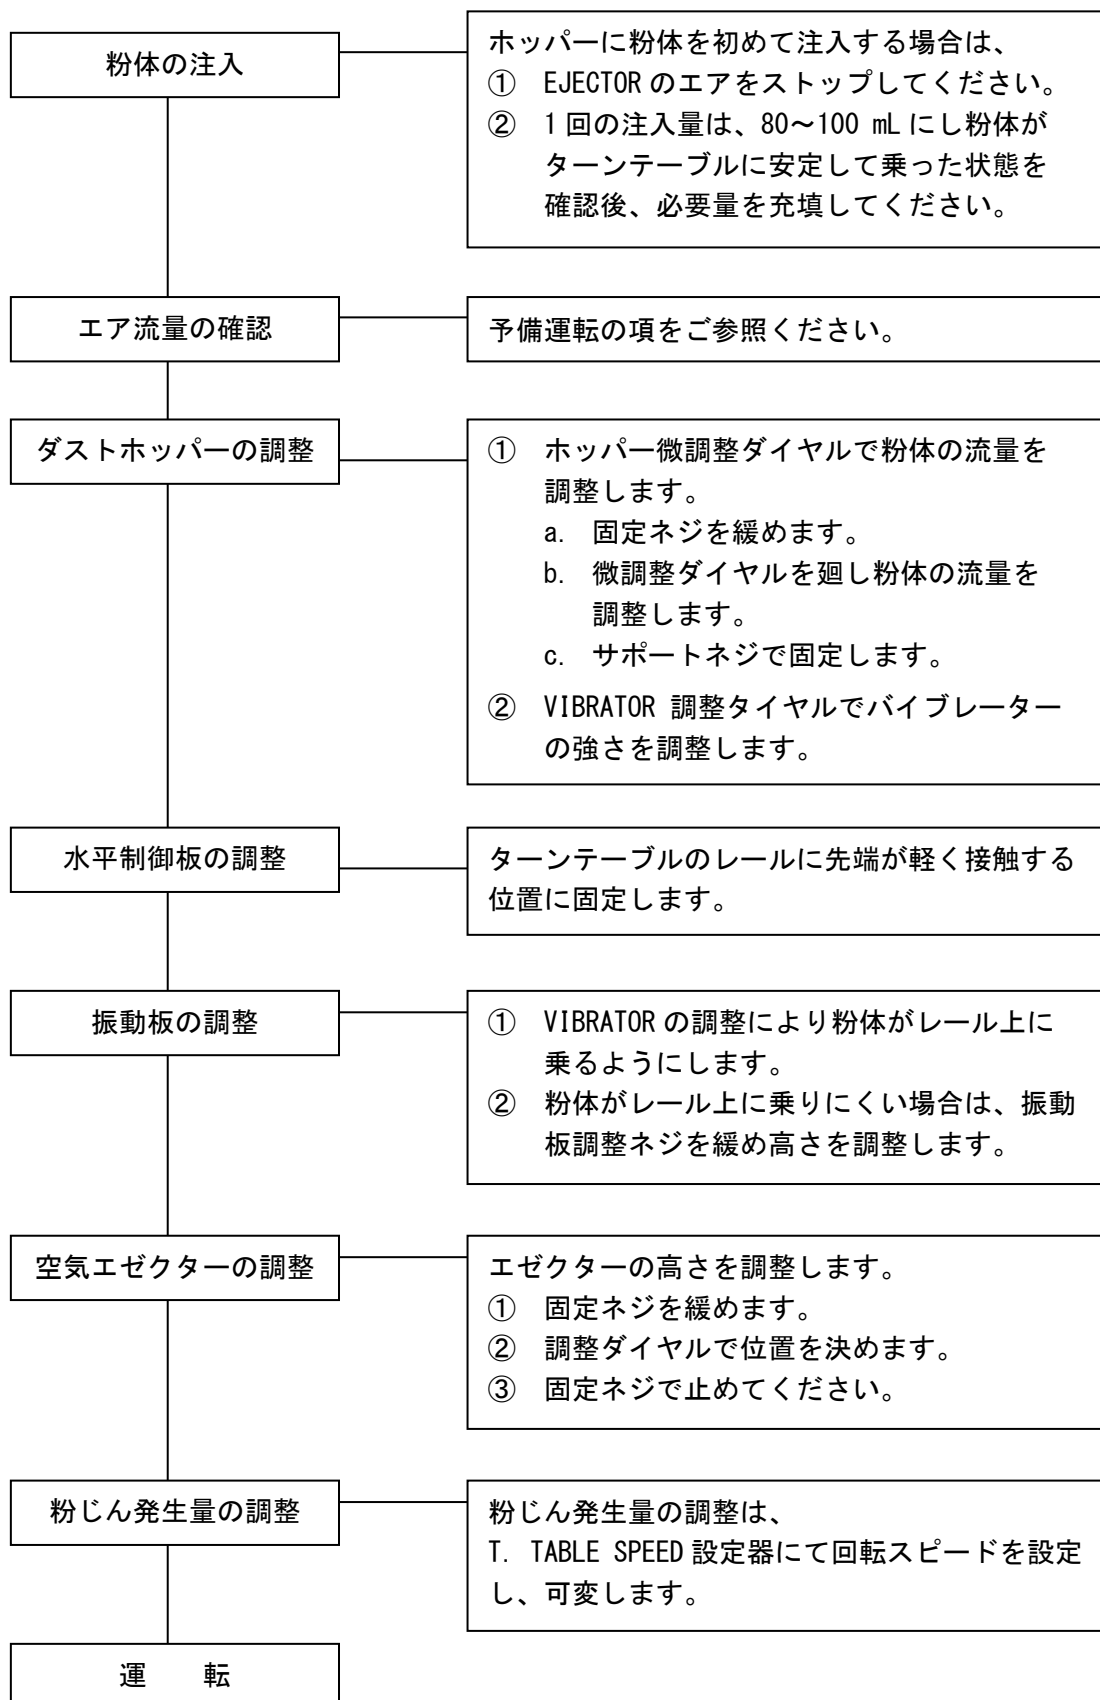 粉体の注入
ホッパーに粉体を初めて注入する場合は、
① EJECTOR のエアをストップしてください。
② 1回の注入量は、80～100 mL にし粉体が
ターンテーブルに安定して乗った状態を
確認後、必要量を充填してください。
エア流量の確認
予備運転の項をご参照ください。
ダストホッパーの調整
① ホッパー微調整ダイヤルで粉体の流量を
調整します。
a. 固定ネジを緩めます。
b. 微調整ダイヤルを廻し粉体の流量を
調整します。
c. サポートネジで固定します。
② VIBRATOR 調整タイヤルでバイブレーター
の強さを調整します。
水平制御板の調整
ターンテーブルのレールに先端が軽く接触する
位置に固定します。
振動板の調整
① VIBRATOR の調整により粉体がレール上に
乗るようにします。
② 粉体がレール上に乗りにくい場合は、振動
板調整ネジを緩め高さを調整します。
空気エゼクターの調整
エゼクターの高さを調整します。
① 固定ネジを緩めます。
② 調整ダイヤルで位置を決めます。
③ 固定ネジで止めてください。
粉じん発生量の調整
粉じん発生量の調整は、
T. TABLE SPEED 設定器にて回転スピードを設定
し、可変します。
運　転